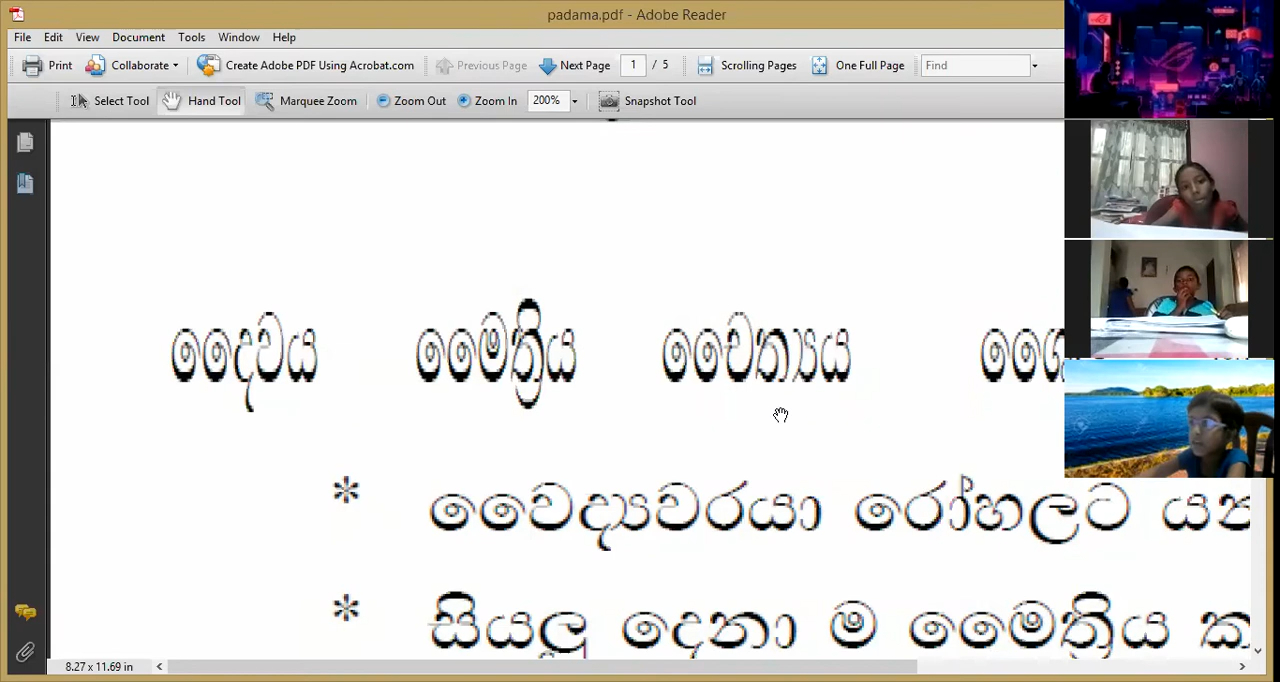 padama.pdf - Adobe Reader
File Edit View Document Tools Window Help
Print Collaborate Create Adobe PDF Using Acrobat.com Previous Page Next Page 1 / 5 Scrolling Pages One Full Page Find
Select Tool Hand Tool Marquee Zoom Zoom Out Zoom In 200% Snapshot Tool
දෛවය මෛත්‍රිය චෛත්‍යය
* වෛද්‍යවරයා රෝහලට
* සියලු දෙනා ම මෛත්‍රිය
8.27 x 11.69 in